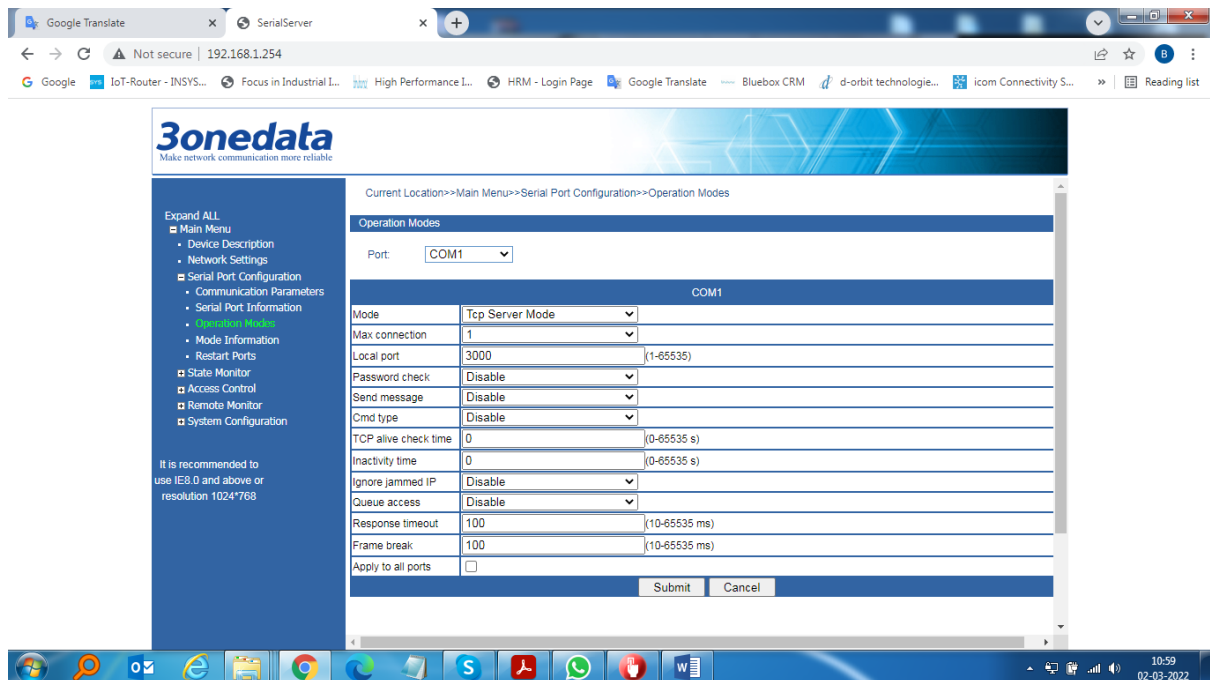 Google Translate
SerialServer
Not secure | 192.168.1.254
B
Google
sys IoT-Router - INSYS...
Focus in Industrial I...
High Performance I...
HRM - Login Page
Google Translate
Bluebox CRM
d-orbit technologie...
icom Connectivity S...
»
Reading list
3onedata
Make network communication more reliable
Current Location>>Main Menu>>Serial Port Configuration>>Operation Modes
Expand ALL
Main Menu
Device Description
Network Settings
Serial Port Configuration
Communication Parameters
Serial Port Information
Operation Modes
Mode Information
Restart Ports
State Monitor
Access Control
Remote Monitor
System Configuration
It is recommended to
use IE8.0 and above or
resolution 1024*768
Operation Modes
Port: COM1
COM1
Mode Tcp Server Mode
Max connection 1
Local port 3000 (1-65535)
Password check Disable
Send message Disable
Cmd type Disable
TCP alive check time 0 (0-65535 s)
Inactivity time 0 (0-65535 s)
Ignore jammed IP Disable
Queue access Disable
Response timeout 100 (10-65535 ms)
Frame break 100 (10-65535 ms)
Apply to all ports
Submit Cancel
10:59
02-03-2022